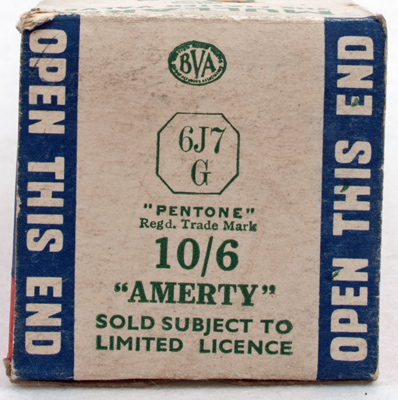 OPEN THIS END
BVA
6J7
G
"PENTONE"
Regd. Trade Mark
10/6
"AMERTY"
SOLD SUBJECT TO
LIMITED LICENCE
OPEN THIS END